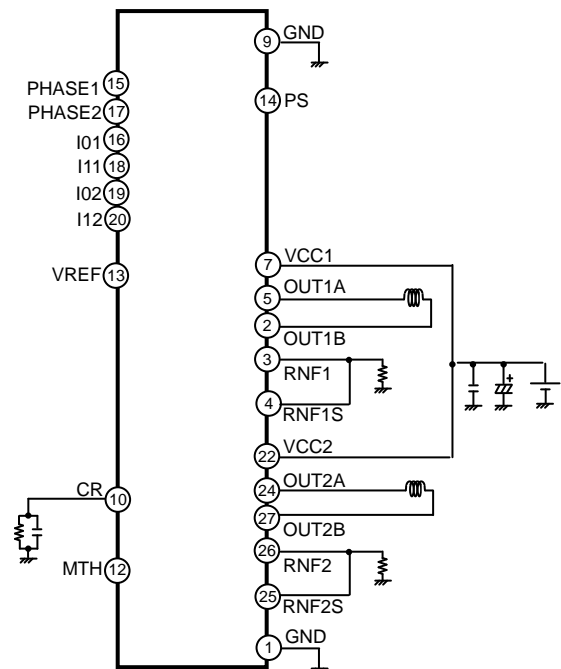 9 GND
15 PHASE1
14 PS
17 PHASE2
16 I01
18 I11
19 I02
20 I12
7 VCC1
13 VREF
5 OUT1A
2 OUT1B
3 RNF1
4 RNF1S
22 VCC2
24 OUT2A
10 CR
27 OUT2B
26 RNF2
12 MTH
25 RNF2S
1 GND
+